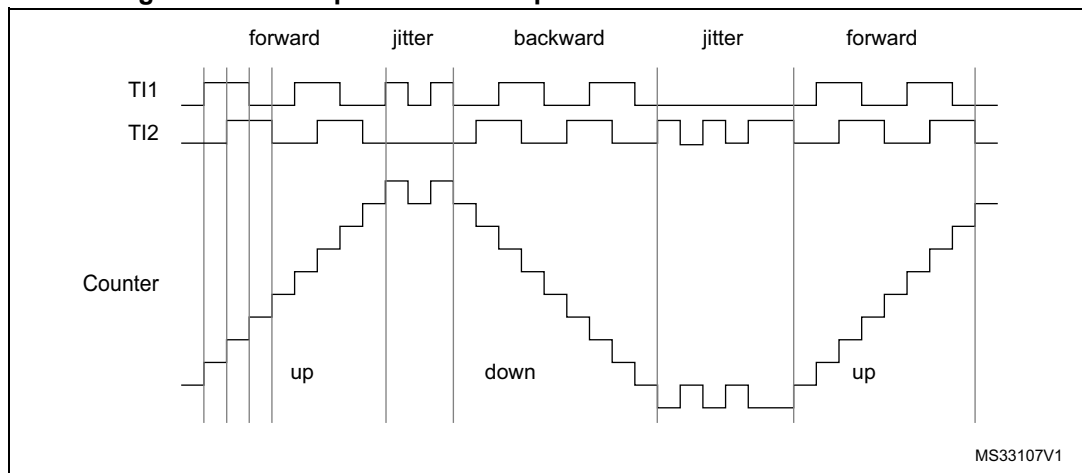 forward jitter backward jitter forward
TI1
TI2
Counter
up down up
MS33107V1